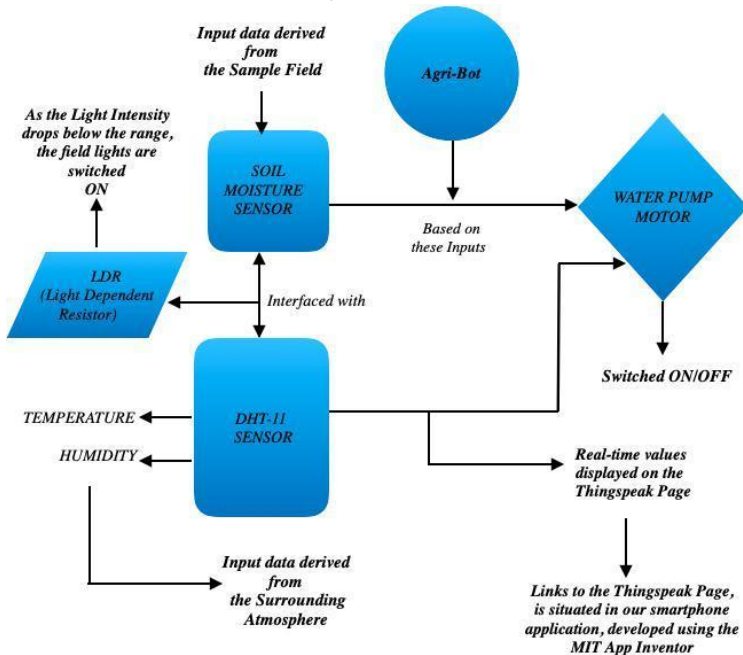 Input data derived
from
the Sample Field
Agri-Bot
As the Light Intensity
drops below the range,
the field lights are
switched
ON
SOIL
MOISTURE
SENSOR
WATER PUMP
MOTOR
Based on
these Inputs
LDR
(Light Dependent
Resistor)
Interfaced with
Switched ON/OFF
TEMPERATURE
HUMIDITY
DHT-11
SENSOR
Real-time values
displayed on the
Thingspeak Page
Input data derived
from
the Surrounding
Atmosphere
Links to the Thingspeak Page,
is situated in our smartphone
application, developed using the
MIT App Inventor